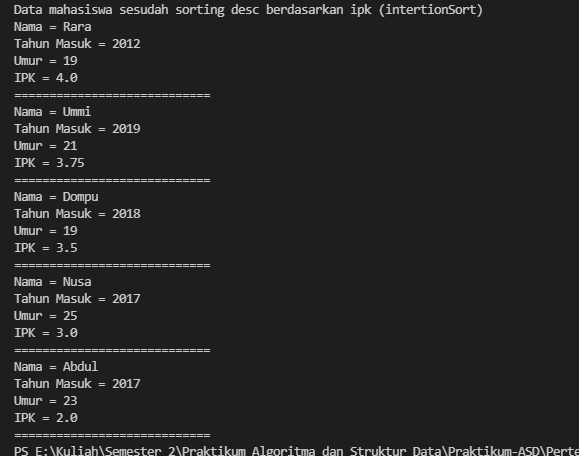 Data mahasiswa sesudah sorting desc berdasarkan ipk (intertionSort)
Nama = Rara
Tahun Masuk = 2012
Umur = 19
IPK = 4.0
============================
Nama = Ummi
Tahun Masuk = 2019
Umur = 21
IPK = 3.75
============================
Nama = Dompu
Tahun Masuk = 2018
Umur = 19
IPK = 3.5
============================
Nama = Nusa
Tahun Masuk = 2017
Umur = 25
IPK = 3.0
============================
Nama = Abdul
Tahun Masuk = 2017
Umur = 23
IPK = 2.0
============================
PS E:\Kuliah\Semester 2\Praktikum Algoritma dan Struktur Data\Praktikum-ASD\Perte